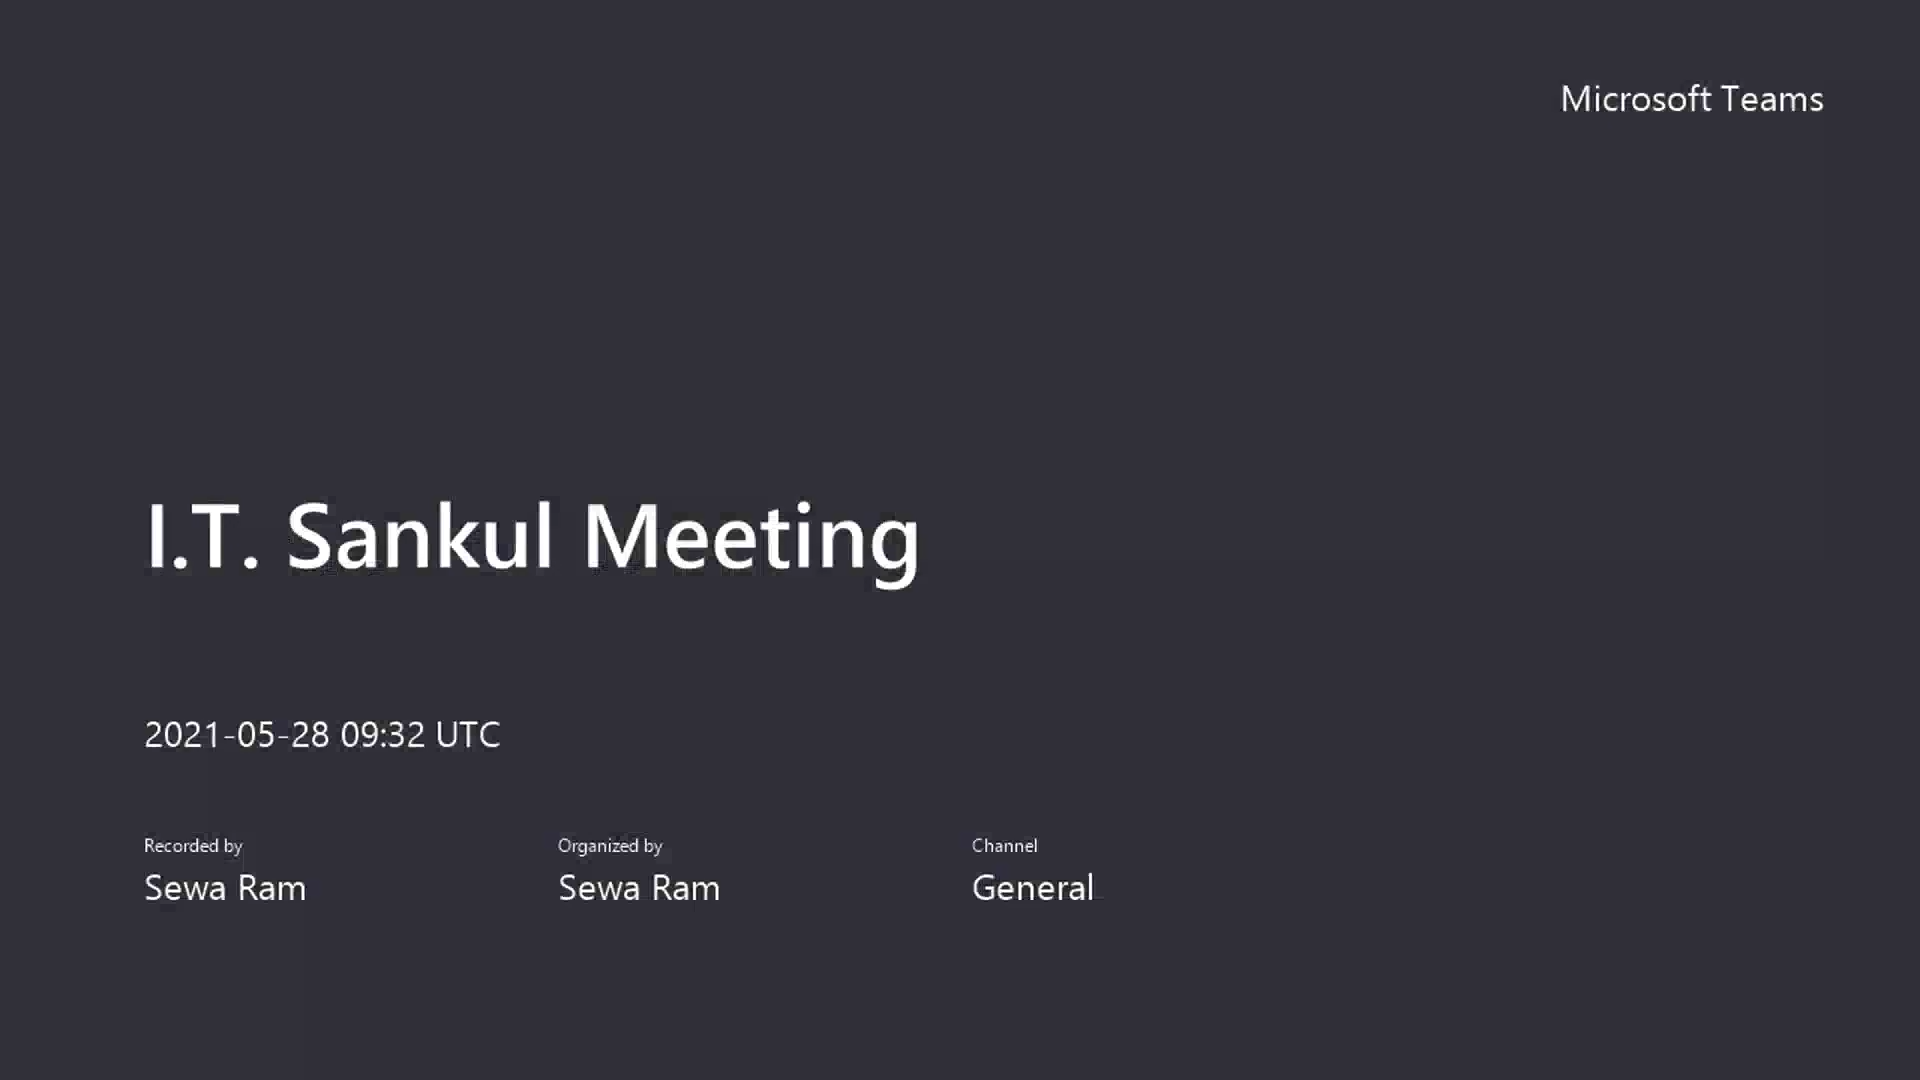 Microsoft Teams
I.T. Sankul Meeting
2021-05-28 09:32 UTC
Recorded by
Sewa Ram
Organized by
Sewa Ram
Channel
General